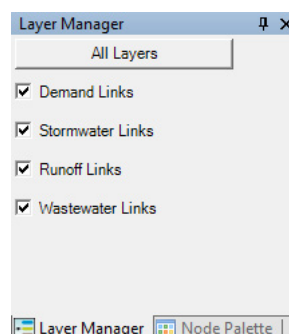 Layer Manager
All Layers
Demand Links
Stormwater Links
Runoff Links
Wastewater Links
Layer Manager Node Palette